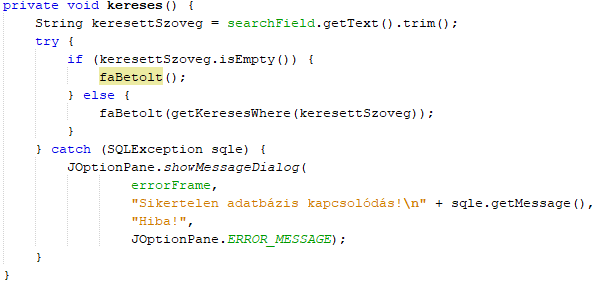 private void kereses() {
    String keresettSzoveg = searchField.getText().trim();
    try {
        if (keresettSzoveg.isEmpty()) {
            faBetolt();
        } else {
            faBetolt(getKeresesWhere(keresettSzoveg));
        }
    } catch (SQLException sqle) {
        JOptionPane.showMessageDialog(
                errorFrame,
                "Sikertelen adatbázis kapcsolódás!\n" + sqle.getMessage(),
                "Hiba!",
                JOptionPane.ERROR_MESSAGE);
    }
}